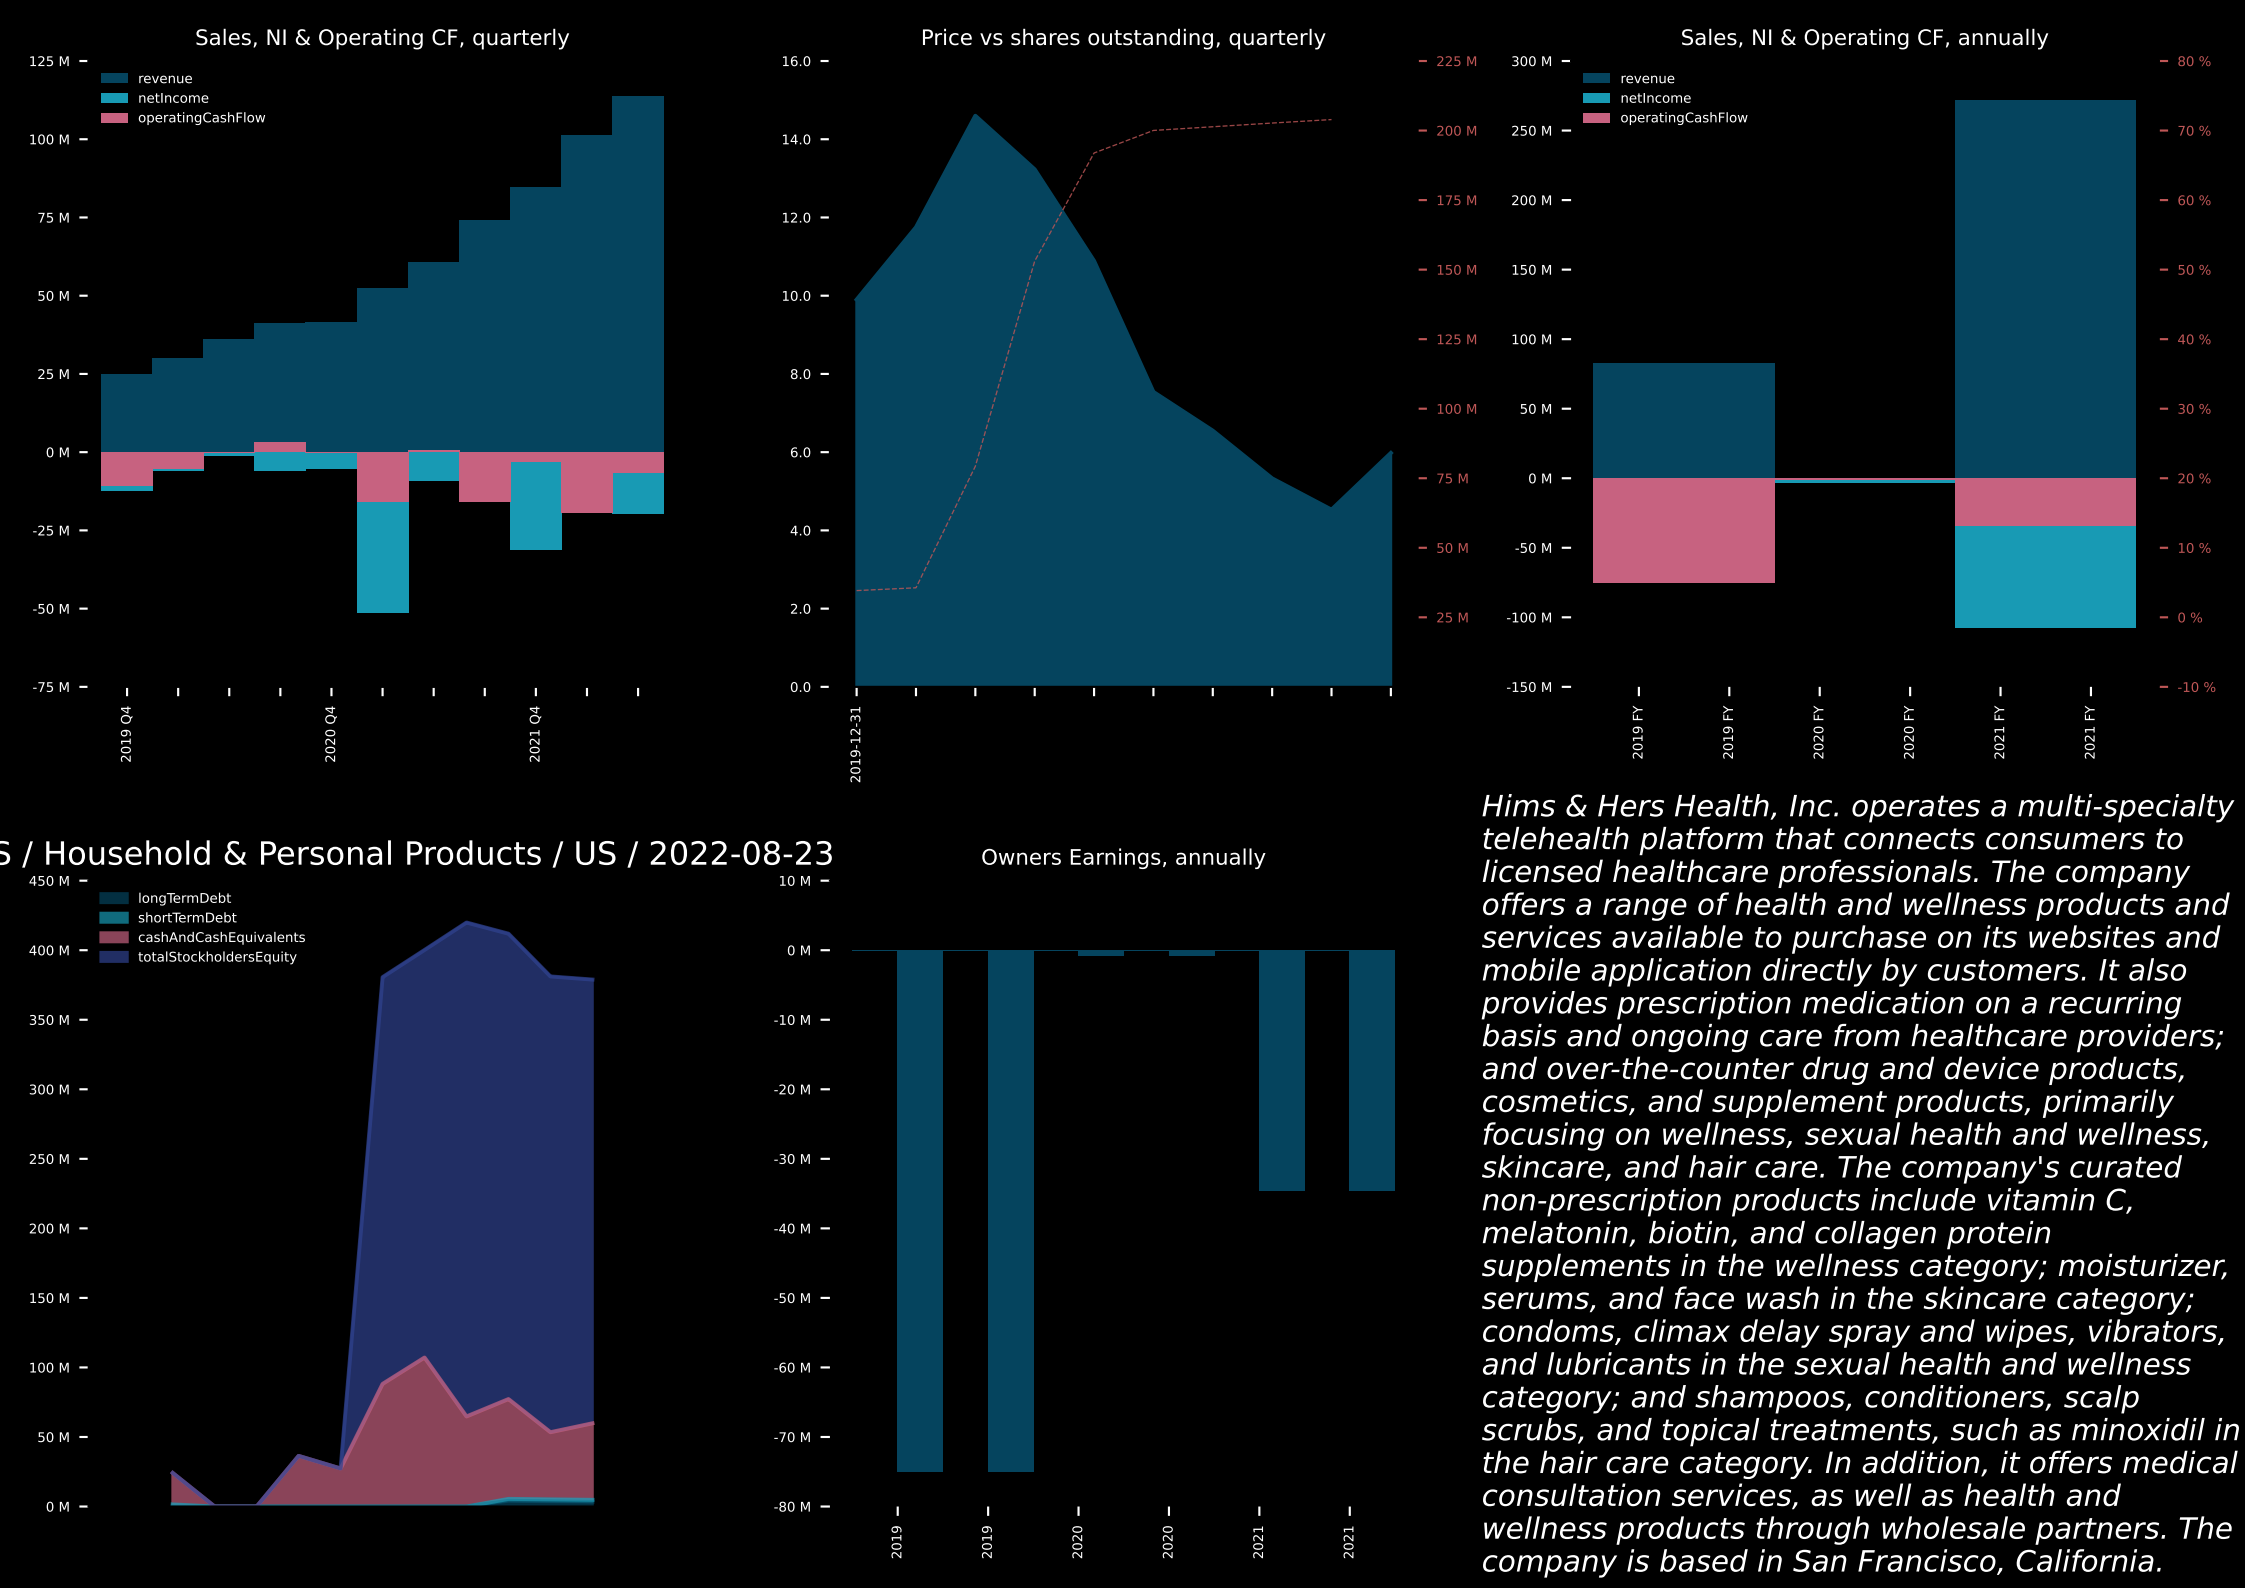 Sales, NI & Operating CF, quarterly
125 M
100 M
75 M
50 M
25 M
0 M
-25 M
-50 M
-75 M
revenue
netIncome
operatingCashFlow
2019 Q4
2020 Q4
2021 Q4
Price vs shares outstanding, quarterly
16.0
14.0
12.0
10.0
8.0
6.0
4.0
2.0
0.0
225 M
200 M
175 M
150 M
125 M
100 M
75 M
50 M
25 M
2019-12-31
Sales, NI & Operating CF, annually
300 M
250 M
200 M
150 M
100 M
50 M
0 M
-50 M
-100 M
-150 M
revenue
netIncome
operatingCashFlow
80 %
70 %
60 %
50 %
40 %
30 %
20 %
10 %
0 %
-10 %
2019 FY
2019 FY
2020 FY
2020 FY
2021 FY
2021 FY
S / Household & Personal Products / US / 2022-08-23
450 M
400 M
350 M
300 M
250 M
200 M
150 M
100 M
50 M
0 M
longTermDebt
shortTermDebt
cashAndCashEquivalents
totalStockholdersEquity
Owners Earnings, annually
10 M
0 M
-10 M
-20 M
-30 M
-40 M
-50 M
-60 M
-70 M
-80 M
2019
2019
2020
2020
2021
2021
Hims & Hers Health, Inc. operates a multi-specialty
telehealth platform that connects consumers to
licensed healthcare professionals. The company
offers a range of health and wellness products and
services available to purchase on its websites and
mobile application directly by customers. It also
provides prescription medication on a recurring
basis and ongoing care from healthcare providers;
and over-the-counter drug and device products,
cosmetics, and supplement products, primarily
focusing on wellness, sexual health and wellness,
skincare, and hair care. The company's curated
non-prescription products include vitamin C,
melatonin, biotin, and collagen protein
supplements in the wellness category; moisturizer,
serums, and face wash in the skincare category;
condoms, climax delay spray and wipes, vibrators,
and lubricants in the sexual health and wellness
category; and shampoos, conditioners, scalp
scrubs, and topical treatments, such as minoxidil in
the hair care category. In addition, it offers medical
consultation services, as well as health and
wellness products through wholesale partners. The
company is based in San Francisco, California.